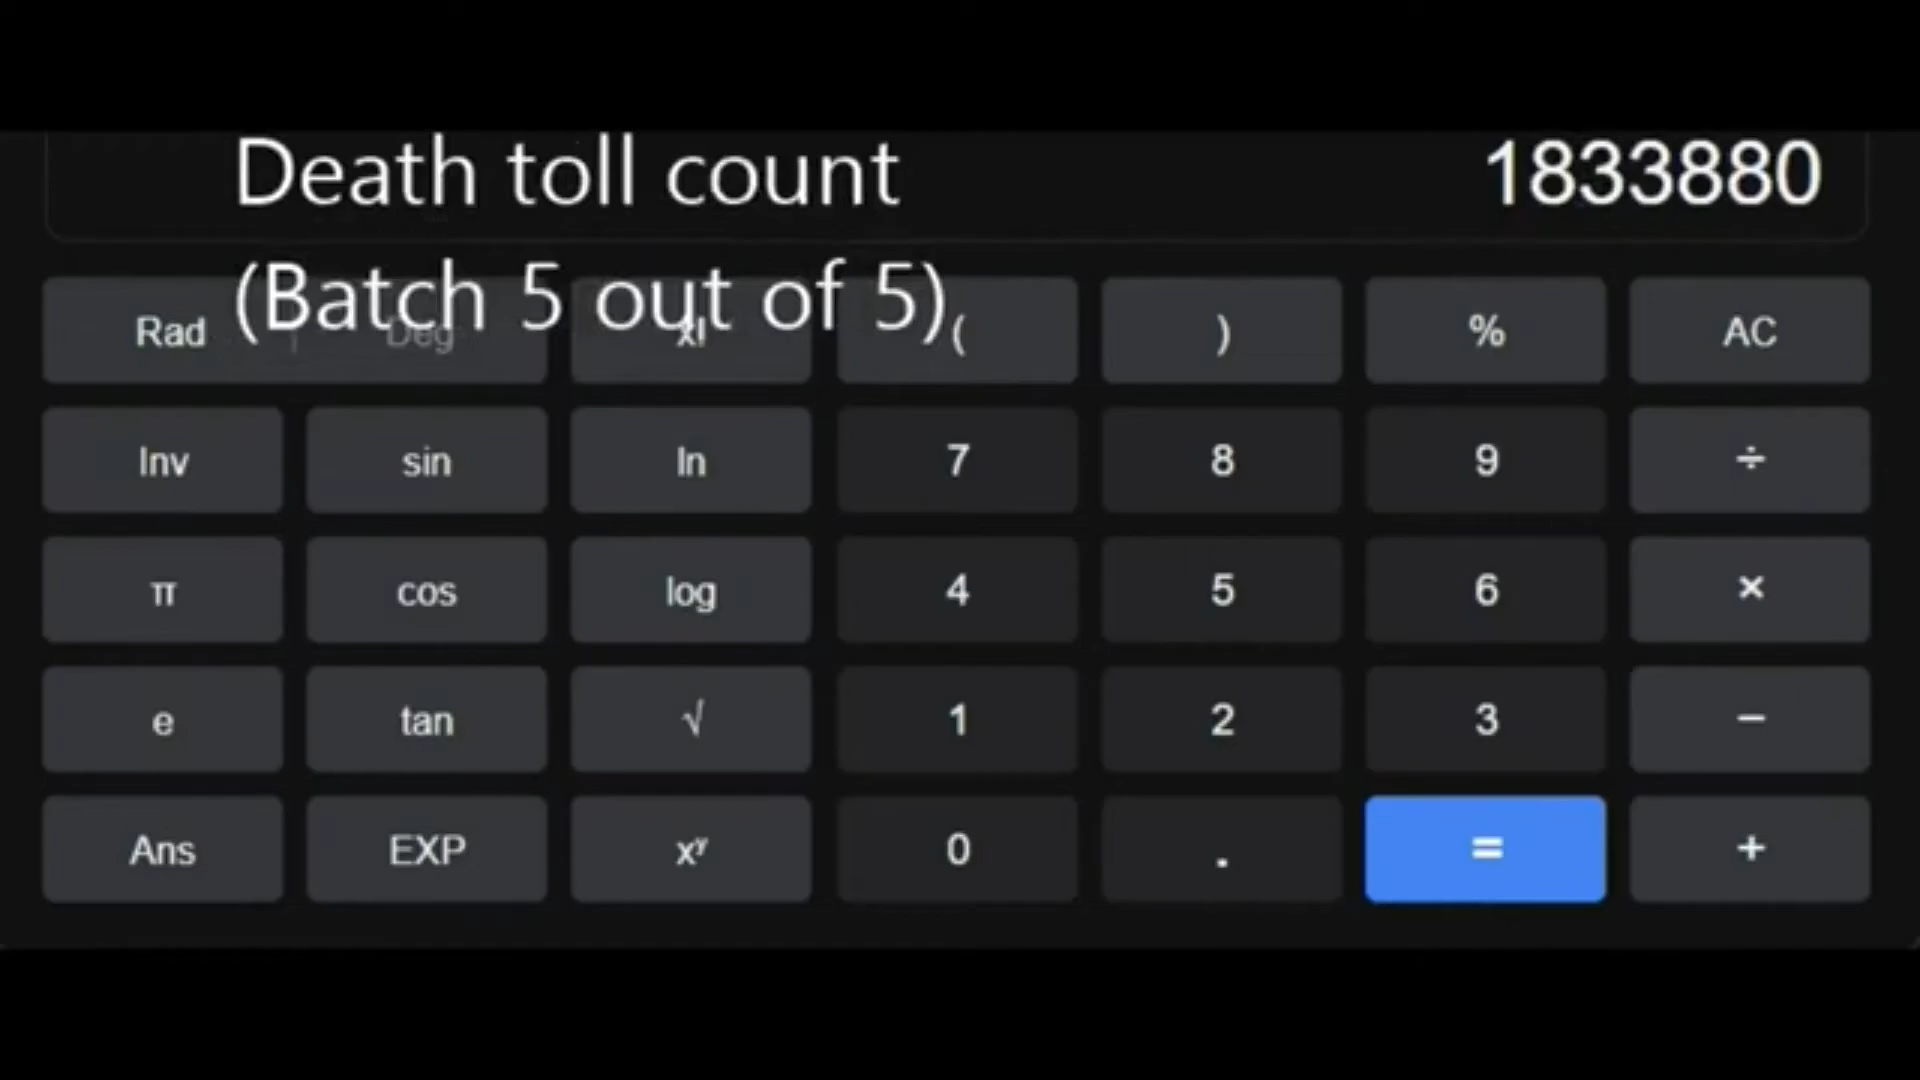 Death toll count 1833880
(Batch 5 out of 5)
Rad Deg x! ( ) % AC
Inv sin ln 7 8 9 ÷
π cos log 4 5 6 ×
e tan √ 1 2 3 −
Ans EXP xʸ 0 . = +